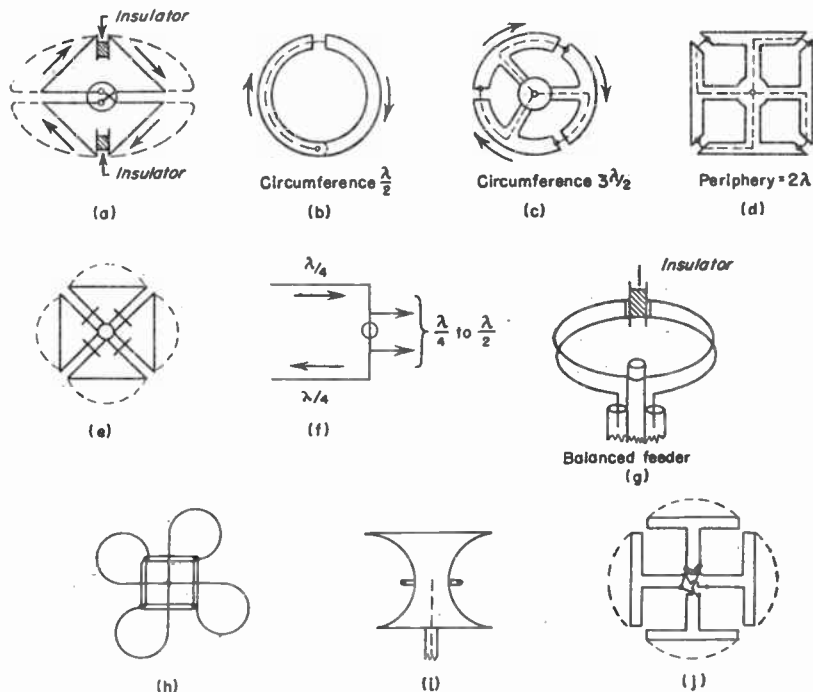 Insulator
Insulator
(a)
Circumference λ/2
(b)
Circumference 3λ/2
(c)
Periphery = 2λ
(d)
(e)
λ/4
λ/4 to λ/2
λ/4
(f)
Insulator
Balanced feeder
(g)
(h)
(i)
(j)